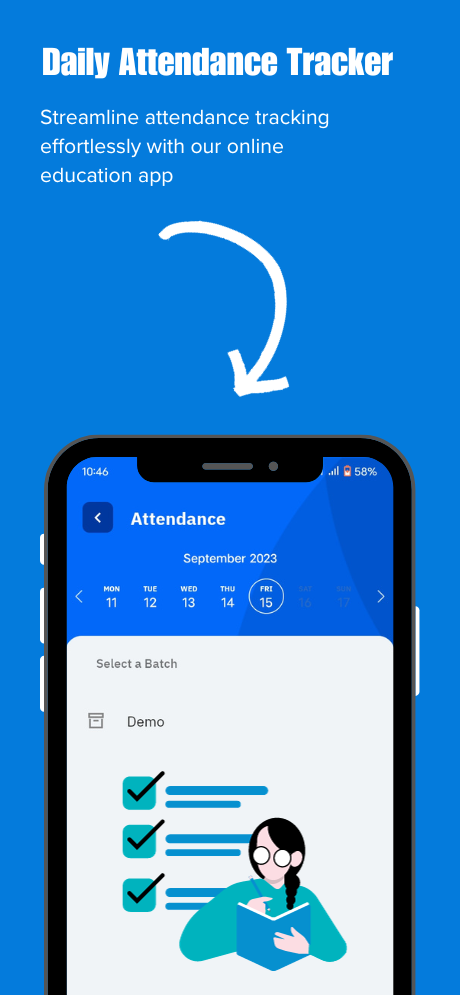 Daily Attendance Tracker
Streamline attendance tracking
effortlessly with our online
education app
10:46
58%
Attendance
September 2023
MON TUE WED THU FRI SAT SUN
11 12 13 14 15 16 17
Select a Batch
Demo